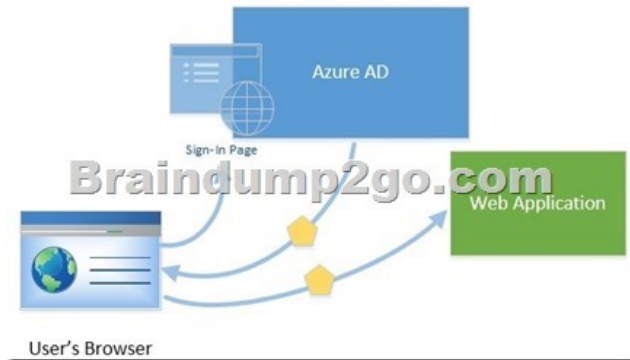 Azure AD
Sign-In Page
Braindump2go.com
Web Application
User's Browser